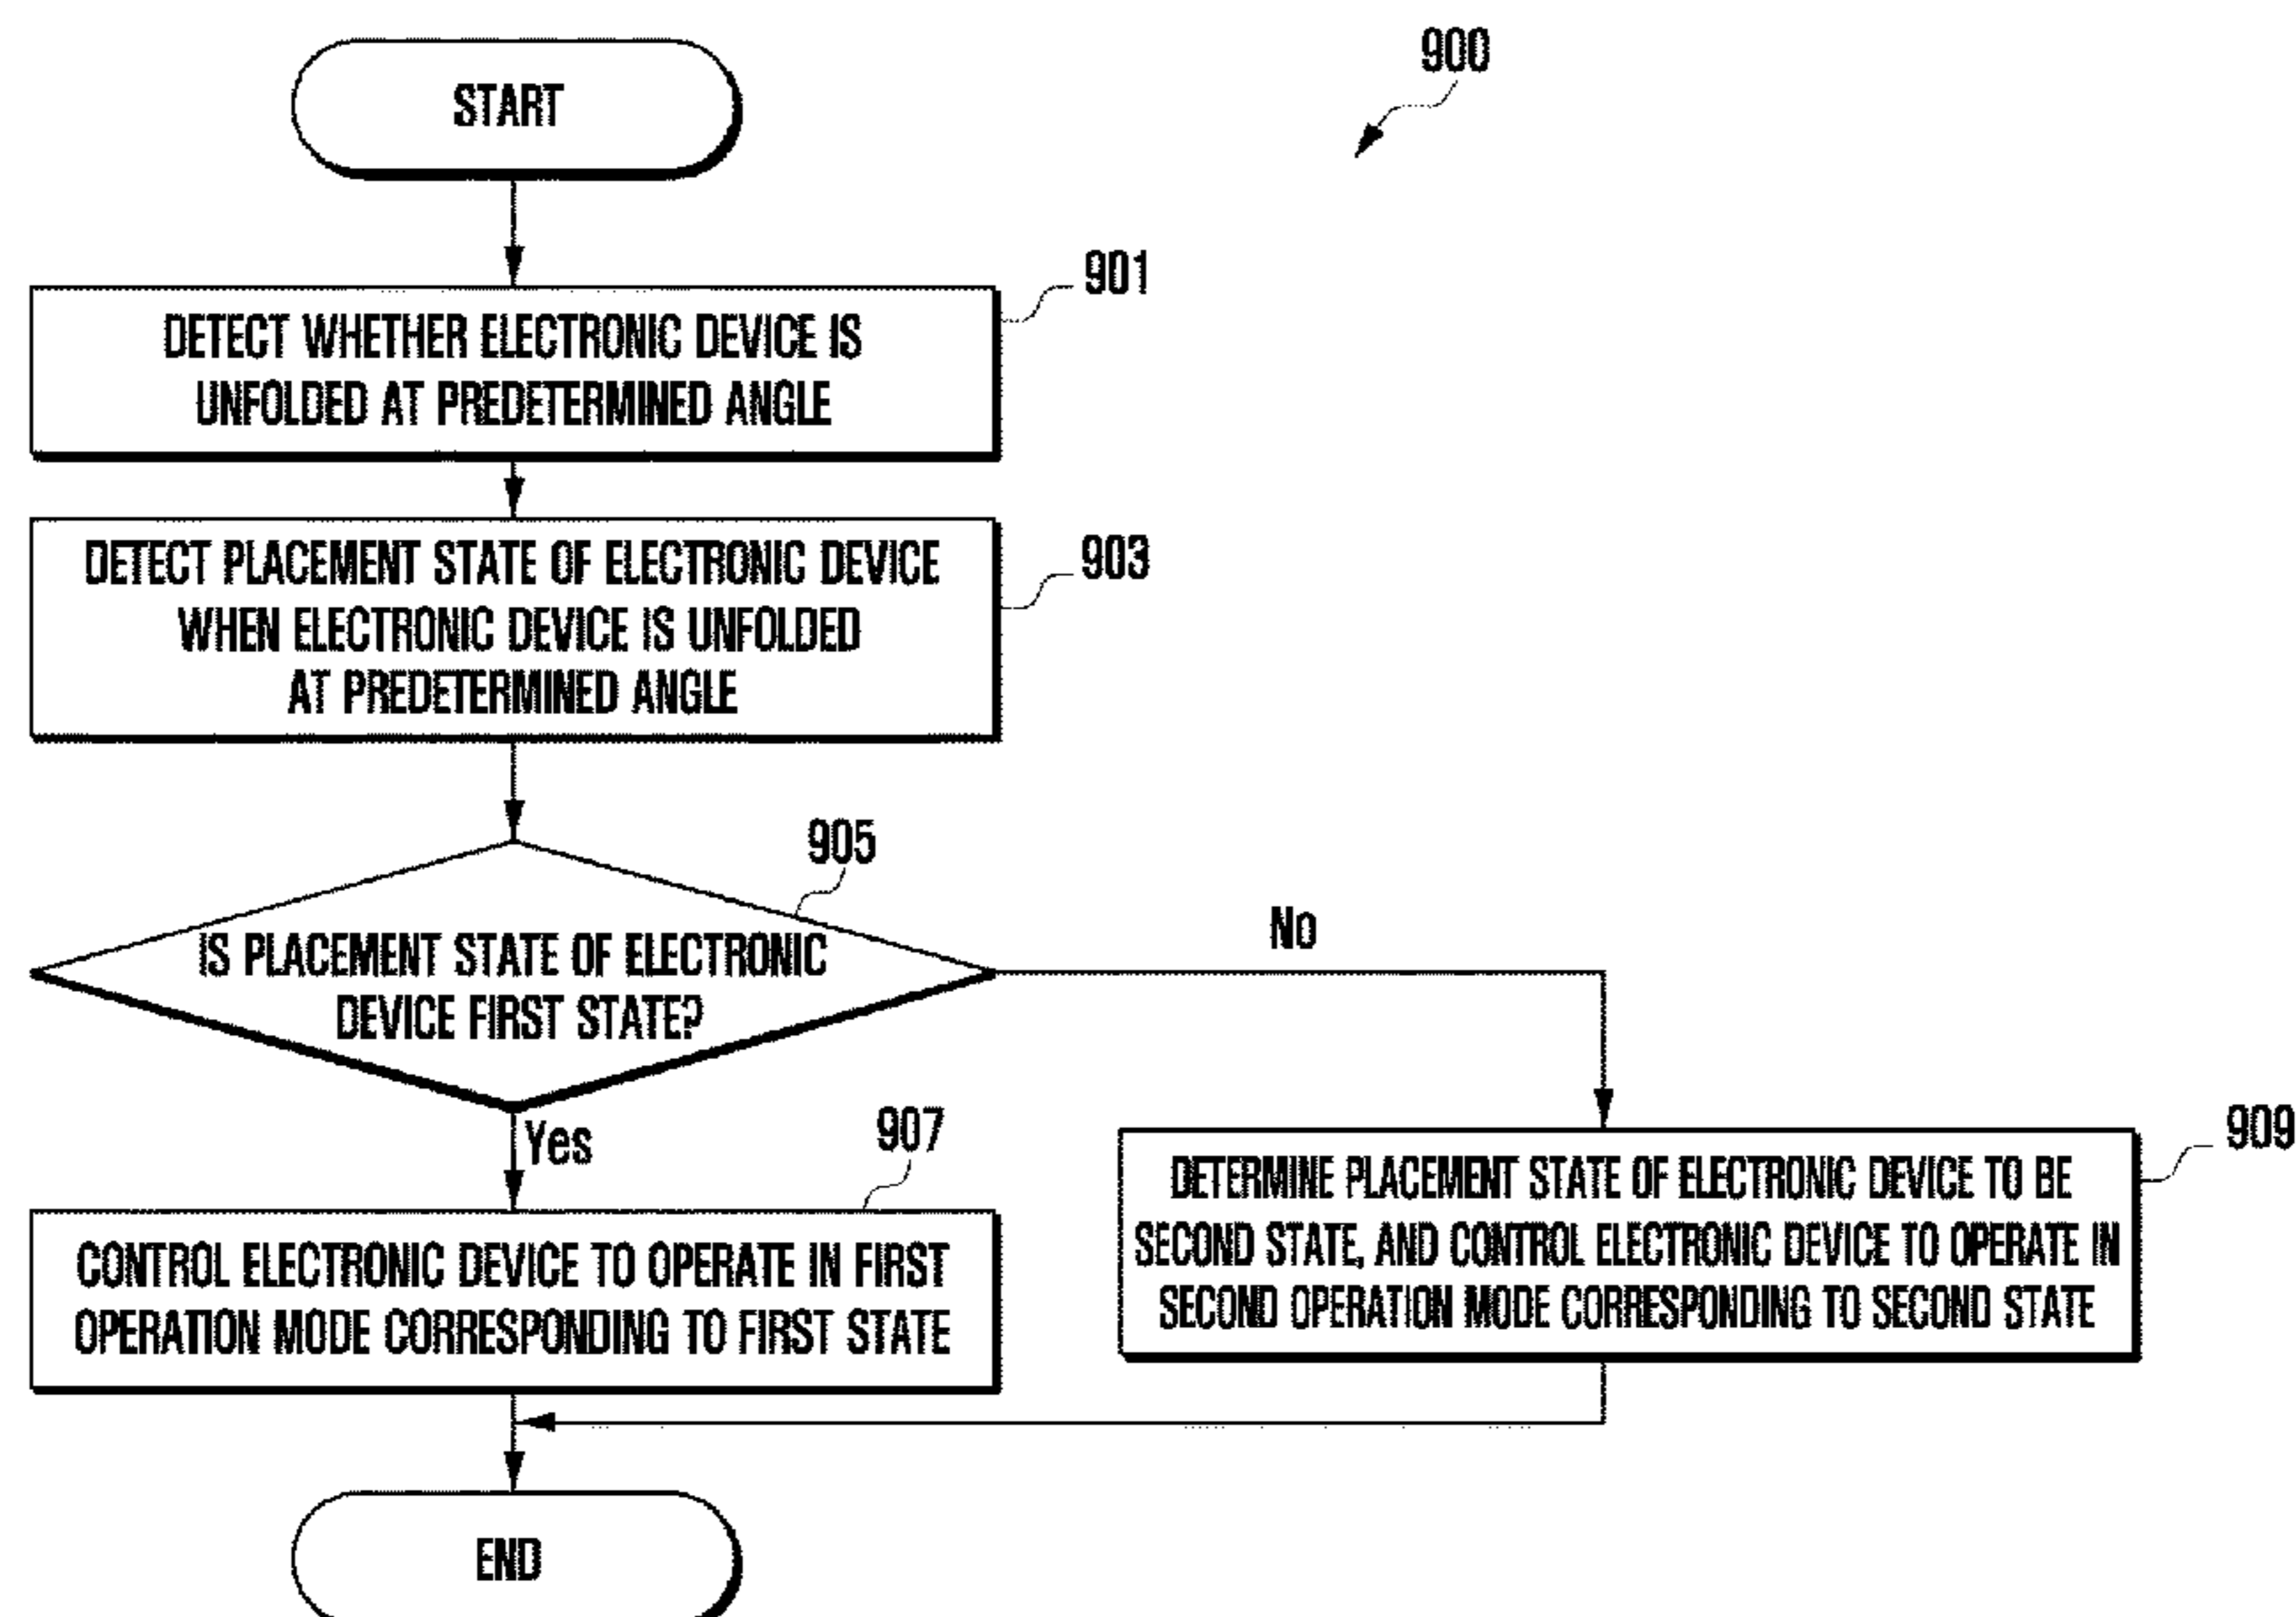 900
START
901
DETECT WHETHER ELECTRONIC DEVICE IS
UNFOLDED AT PREDETERMINED ANGLE
903
DETECT PLACEMENT STATE OF ELECTRONIC DEVICE
WHEN ELECTRONIC DEVICE IS UNFOLDED
AT PREDETERMINED ANGLE
905
IS PLACEMENT STATE OF ELECTRONIC
DEVICE FIRST STATE?
No
Yes
907
CONTROL ELECTRONIC DEVICE TO OPERATE IN FIRST
OPERATION MODE CORRESPONDING TO FIRST STATE
909
DETERMINE PLACEMENT STATE OF ELECTRONIC DEVICE TO BE
SECOND STATE, AND CONTROL ELECTRONIC DEVICE TO OPERATE IN
SECOND OPERATION MODE CORRESPONDING TO SECOND STATE
END